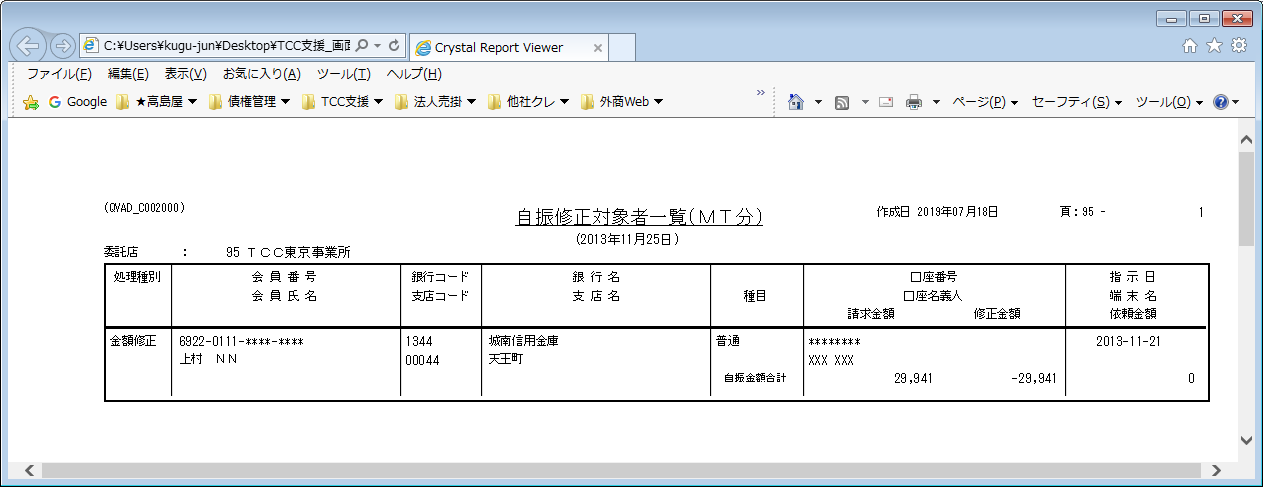 C:¥Users¥kugu-jun¥Desktop¥TCC支援_画面
Crystal Report Viewer
ファイル(F) 編集(E) 表示(V) お気に入り(A) ツール(T) ヘルプ(H)
Google ★高島屋 債権管理 TCC支援 法人売掛 他社クレ 外商Web » ページ(P) セーフティ(S) ツール(O)
(QVAD_C002000) 自振修正対象者一覧(ＭＴ分) 作成日 2019年07月18日 頁：95 - 1
(2013年11月25日)
委託店 ： 95 ＴＣＣ東京事業所
処理種別 会 員 番 号 銀行コード 銀 行 名 口座番号 指 示 日
会 員 氏 名 支店コード 支 店 名 種目 口座名義人 端 末 名
請求金額 修正金額 依頼金額
金額修正 6922-0111-****-**** 1344 城南信用金庫 普通 ******** 2013-11-21
上村 ＮＮ 00044 天王町 XXX XXX
自振金額合計 29,941 -29,941 0